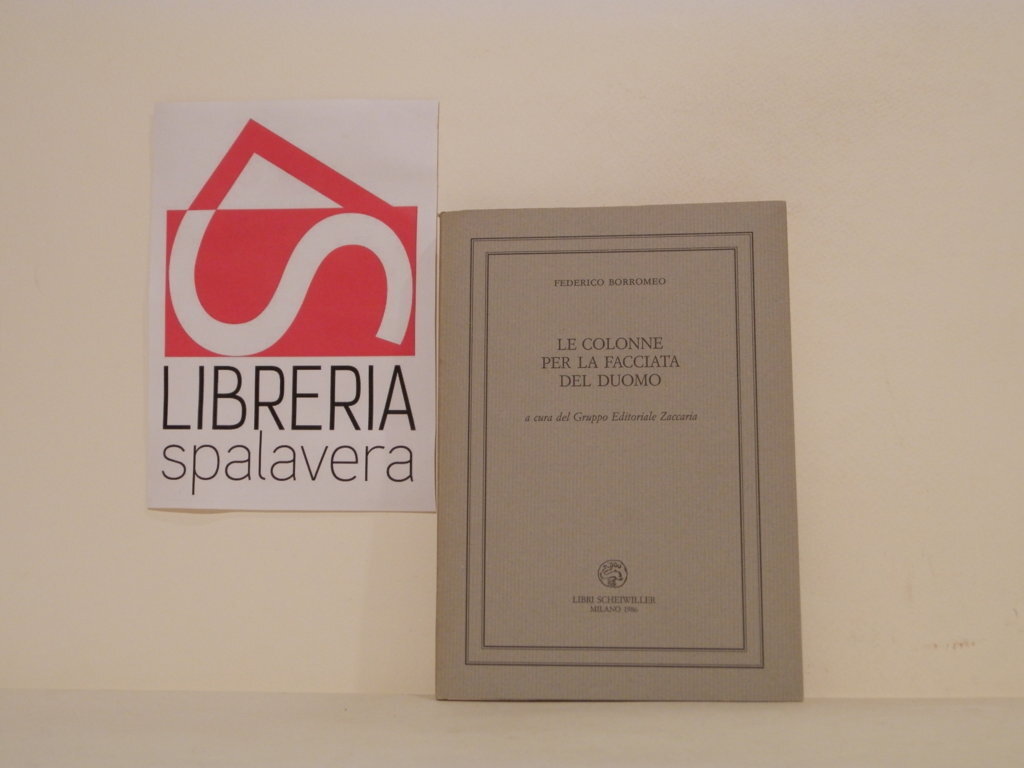 LIBRERIA
spalavera
FEDERICO BORROMEO
LE COLONNE
PER LA FACCIATA
DEL DUOMO
a cura del Gruppo Editoriale Zaccaria
LIBRI SCHEIWILLER
MILANO 1986